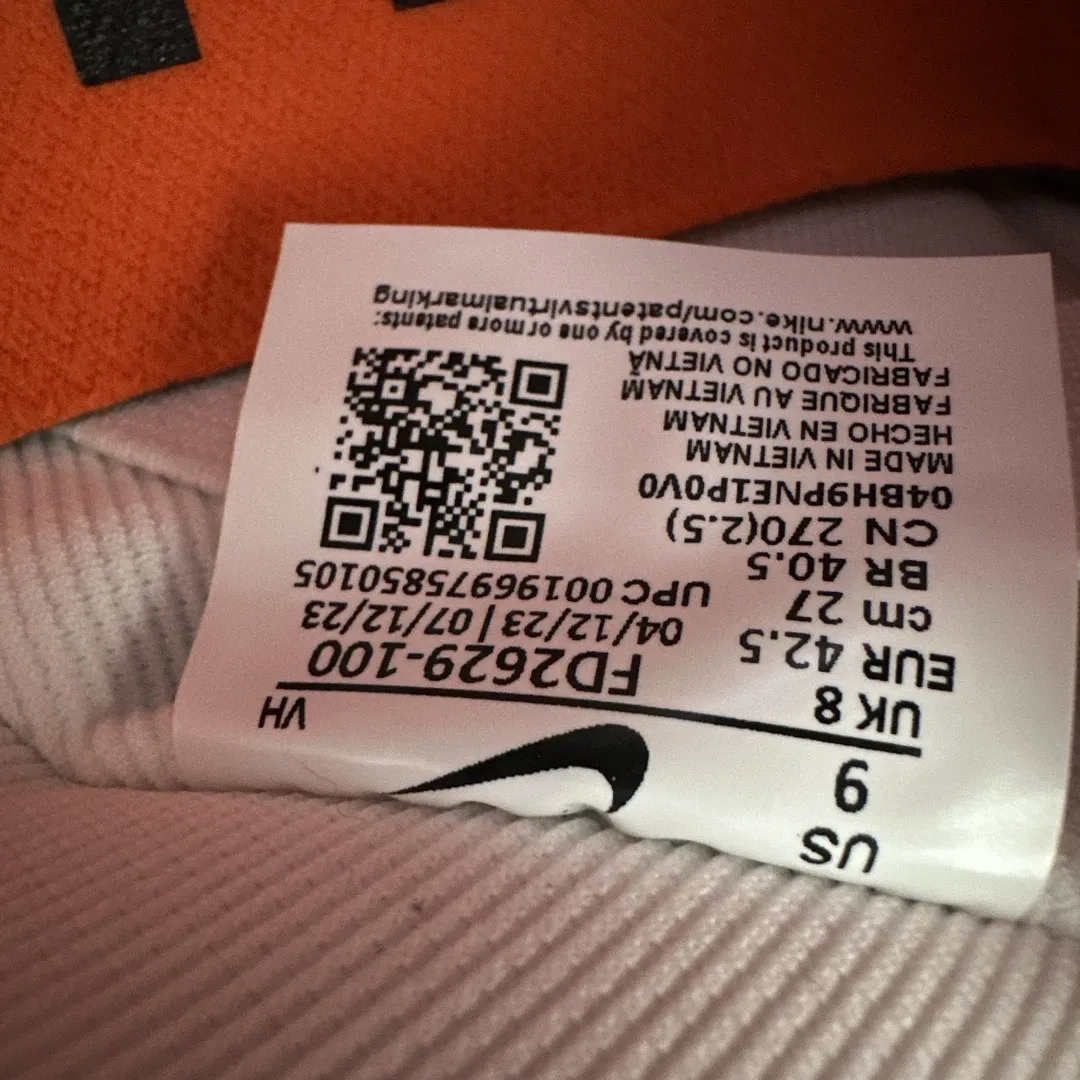 US
9
VH
UK 8
EUR 42.5
cm 27
BR 40.5
CN 270(2.5)
FD2629-100
04/12/23 | 07/12/23
UPC 00196975850105
04BH9PNE1P0V0
MADE IN VIETNAM
HECHO EN VIETNAM
FABRIQUE AU VIETNAM
FABRICADO NO VIETNÃ
This product is covered by one or more patents:
www.nike.com/patentsvirtualmarking